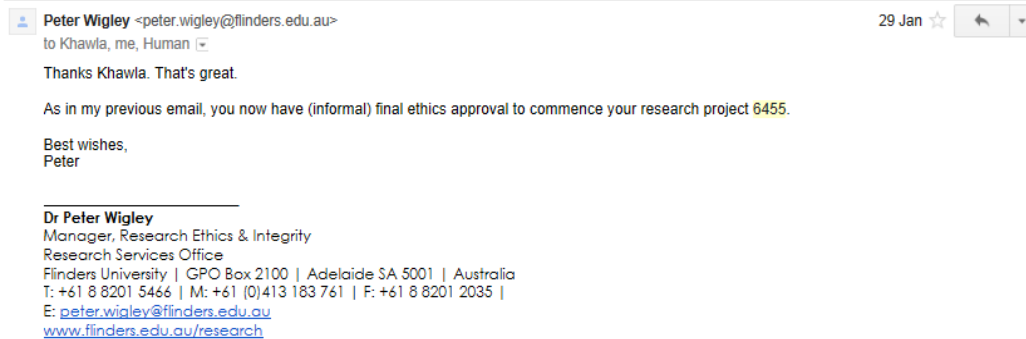 Peter Wigley <peter.wigley@flinders.edu.au>
29 Jan
to Khawla, me, Human
Thanks Khawla. That's great.
As in my previous email, you now have (informal) final ethics approval to commence your research project 6455.
Best wishes,
Peter
Dr Peter Wigley
Manager, Research Ethics & Integrity
Research Services Office
Flinders University | GPO Box 2100 | Adelaide SA 5001 | Australia
T: +61 8 8201 5466 | M: +61 (0)413 183 761 | F: +61 8 8201 2035 |
E: peter.wigley@flinders.edu.au
www.flinders.edu.au/research